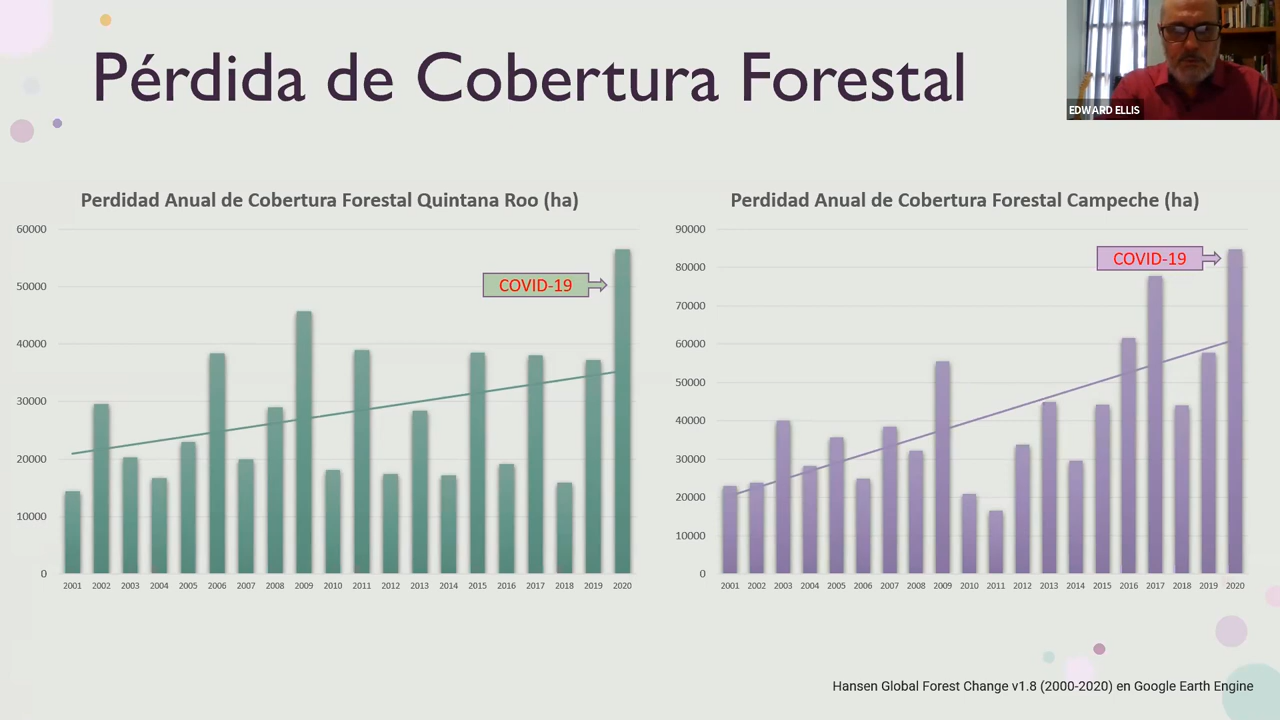 Pérdida de Cobertura Forestal
EDWARD ELLIS
Perdidad Anual de Cobertura Forestal Quintana Roo (ha)
60000
50000
40000
30000
20000
10000
0
COVID-19
2001 2002 2003 2004 2005 2006 2007 2008 2009 2010 2011 2012 2013 2014 2015 2016 2017 2018 2019 2020
Perdidad Anual de Cobertura Forestal Campeche (ha)
90000
80000
70000
60000
50000
40000
30000
20000
10000
0
COVID-19
2001 2002 2003 2004 2005 2006 2007 2008 2009 2010 2011 2012 2013 2014 2015 2016 2017 2018 2019 2020
Hansen Global Forest Change v1.8 (2000-2020) en Google Earth Engine